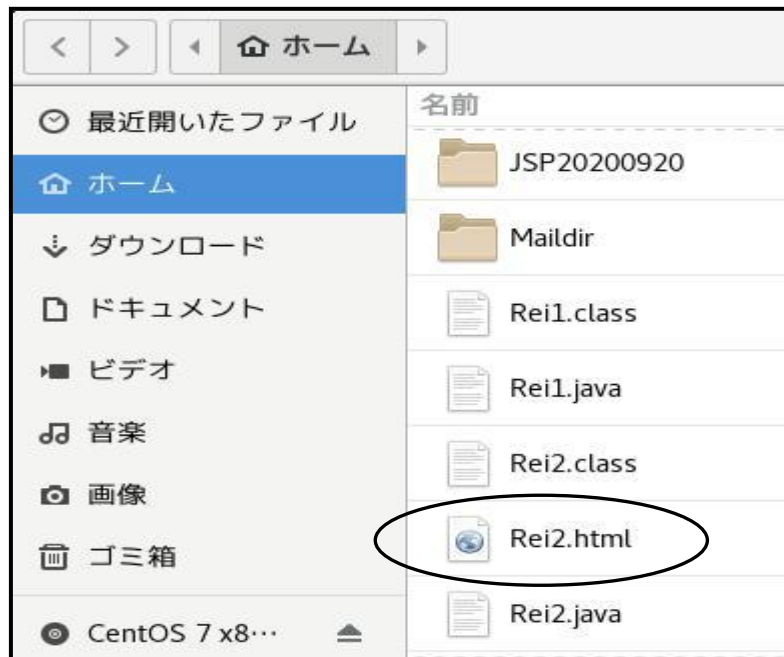 ホーム
最近開いたファイル
ホーム
ダウンロード
ドキュメント
ビデオ
音楽
画像
ゴミ箱
CentOS 7 x8…
名前
JSP20200920
Maildir
Rei1.class
Rei1.java
Rei2.class
Rei2.html
Rei2.java